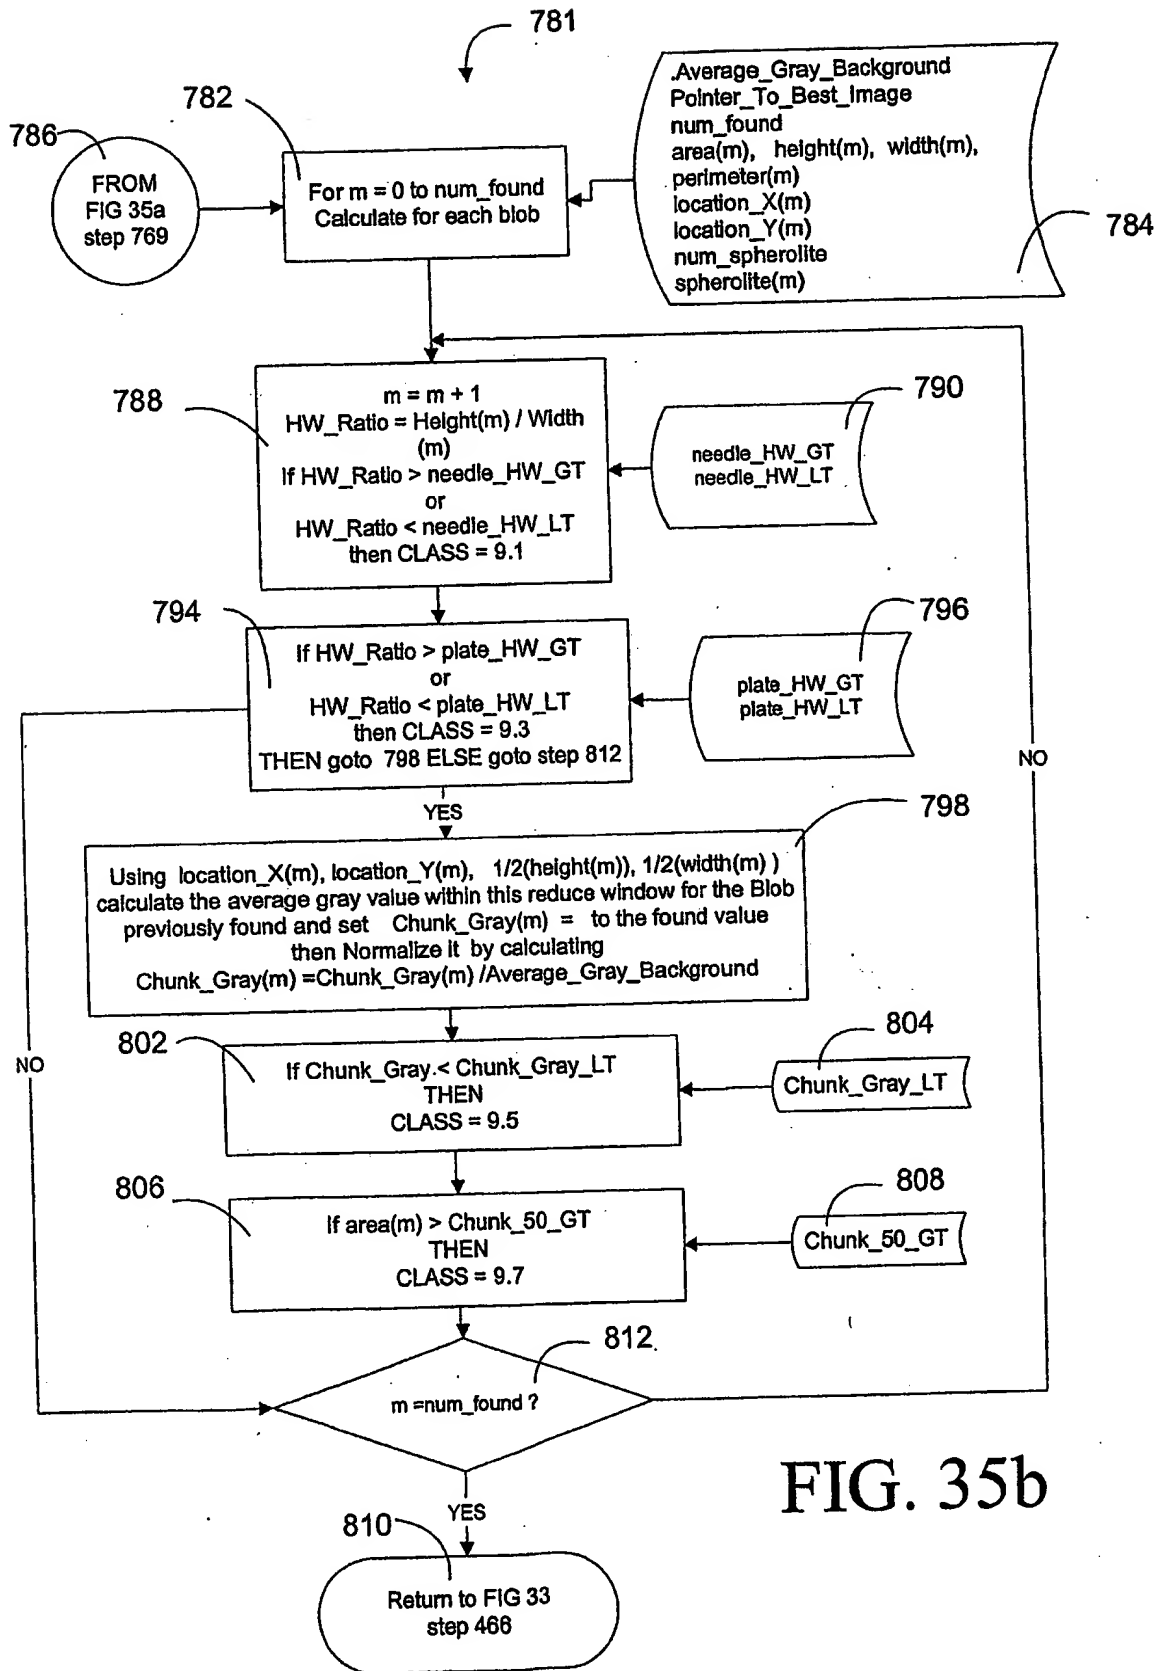 781
782
786
FROM
FIG 35a
step 769
For m = 0 to num_found
Calculate for each blob
.Average_Gray_Background
Pointer_To_Best_Image
num_found
area(m), height(m), width(m),
perimeter(m)
location_X(m)
location_Y(m)
num_spherolite
spherolite(m)
784
788
m = m + 1
HW_Ratio = Height(m) / Width
(m)
If HW_Ratio > needle_HW_GT
or
HW_Ratio < needle_HW_LT
then CLASS = 9.1
790
needle_HW_GT
needle_HW_LT
794
If HW_Ratio > plate_HW_GT
or
HW_Ratio < plate_HW_LT
then CLASS = 9.3
THEN goto 798 ELSE goto step 812
796
plate_HW_GT
plate_HW_LT
NO
YES
798
Using location_X(m), location_Y(m), 1/2(height(m)), 1/2(width(m) )
calculate the average gray value within this reduce window for the Blob
previously found and set Chunk_Gray(m) = to the found value
then Normalize it by calculating
Chunk_Gray(m) =Chunk_Gray(m) /Average_Gray_Background
NO
802
If Chunk_Gray.< Chunk_Gray_LT
THEN
CLASS = 9.5
804
Chunk_Gray_LT
806
If area(m) > Chunk_50_GT
THEN
CLASS = 9.7
808
Chunk_50_GT
812
m =num_found ?
FIG. 35b
YES
810
Return to FIG 33
step 466